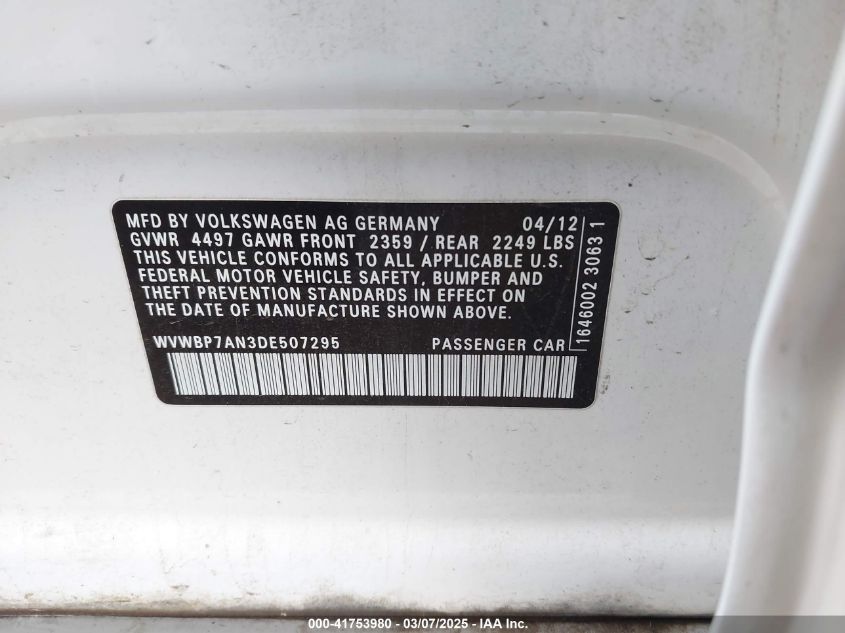 MFD BY VOLKSWAGEN AG GERMANY 04/12
GVWR 4497 GAWR FRONT 2359 / REAR 2249 LBS
THIS VEHICLE CONFORMS TO ALL APPLICABLE U.S.
FEDERAL MOTOR VEHICLE SAFETY, BUMPER AND
THEFT PREVENTION STANDARDS IN EFFECT ON
THE DATE OF MANUFACTURE SHOWN ABOVE.
WVWBP7AN3DE507295 PASSENGER CAR
1646002 3063 1
000-41753980 — 03/07/2025 — Copyright © 2025 IAA Inc.